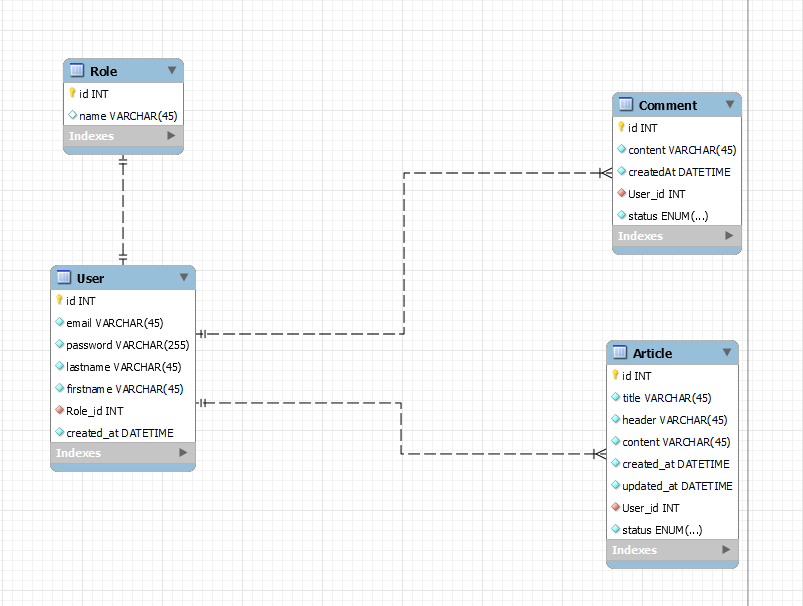 Role
id INT
name VARCHAR(45)
Indexes
User
id INT
email VARCHAR(45)
password VARCHAR(255)
lastname VARCHAR(45)
firstname VARCHAR(45)
Role_id INT
created_at DATETIME
Indexes
Comment
id INT
content VARCHAR(45)
createdAt DATETIME
User_id INT
status ENUM(...)
Indexes
Article
id INT
title VARCHAR(45)
header VARCHAR(45)
content VARCHAR(45)
created_at DATETIME
updated_at DATETIME
User_id INT
status ENUM(...)
Indexes